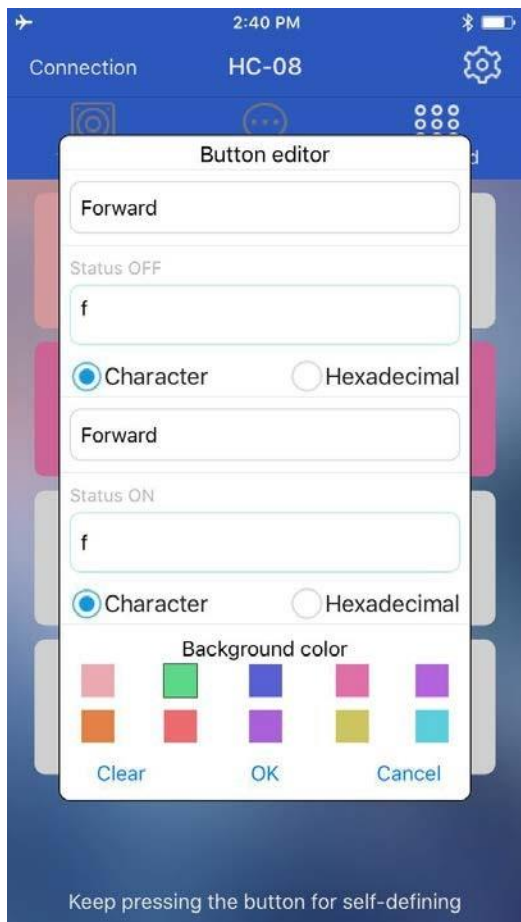 2:40 PM
Connection HC-08
Button editor
Forward
Status OFF
f
Character Hexadecimal
Forward
Status ON
f
Character Hexadecimal
Background color
Clear OK Cancel
Keep pressing the button for self-defining